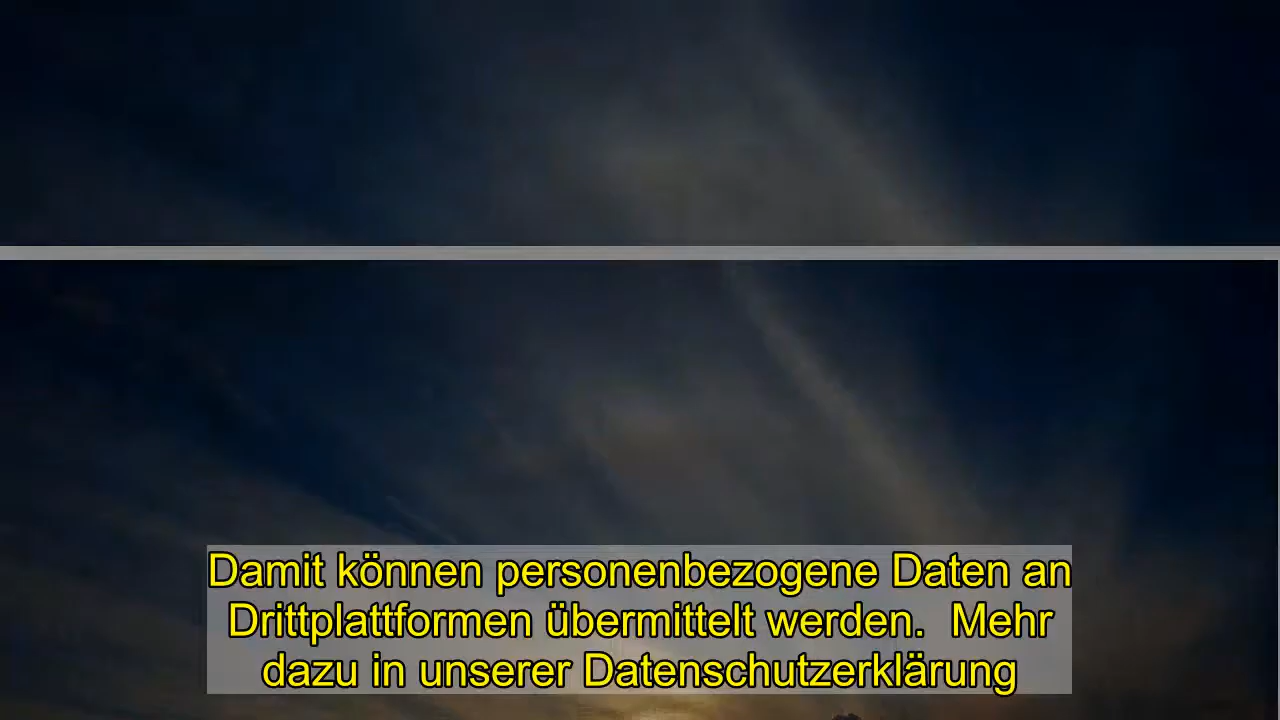 Damit können personenbezogene Daten an
Drittplattformen übermittelt werden.  Mehr
dazu in unserer Datenschutzerklärung